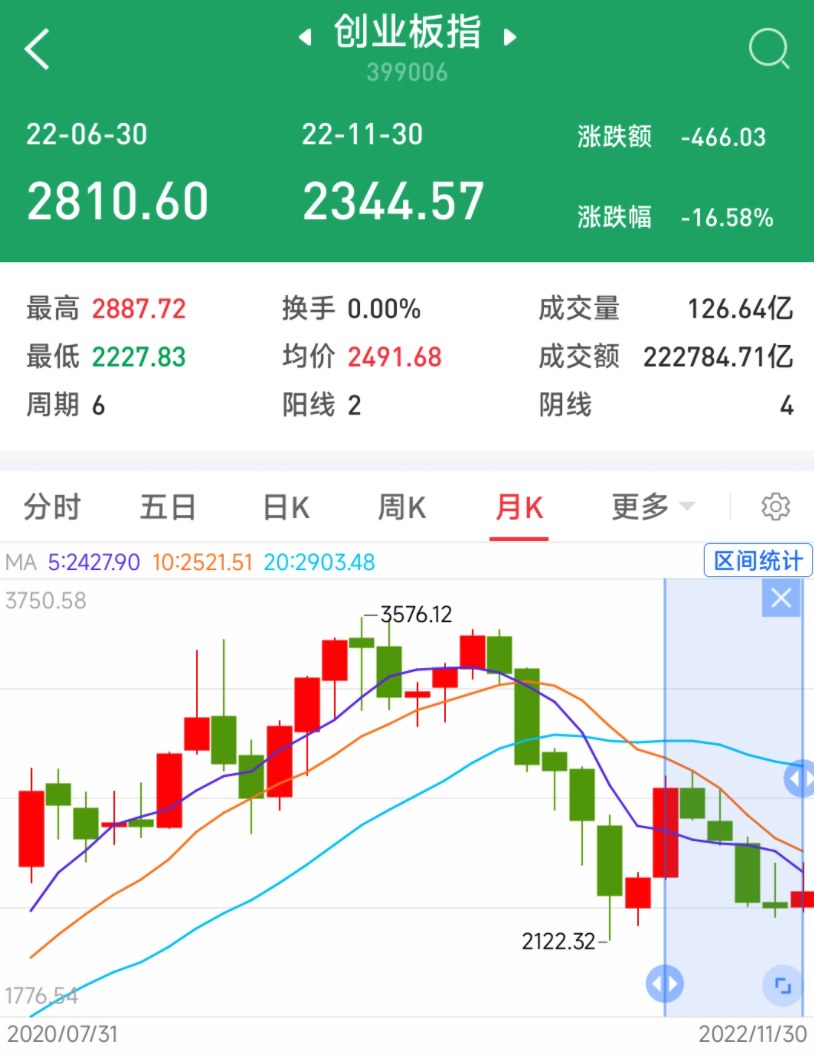 创业板指
399006
22-06-30 22-11-30 涨跌额 -466.03
2810.60 2344.57 涨跌幅 -16.58%
最高 2887.72 换手 0.00% 成交量 126.64亿
最低 2227.83 均价 2491.68 成交额 222784.71亿
周期 6 阳线 2 阴线 4
分时 五日 日K 周K 月K 更多
MA 5:2427.90 10:2521.51 20:2903.48 区间统计
3750.58
3576.12
2122.32
1776.54
2020/07/31 2022/11/30